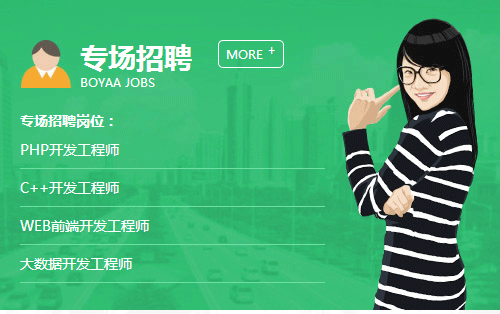 专场招聘
MORE +
BOYAA JOBS
专场招聘岗位：
PHP开发工程师
C++开发工程师
WEB前端开发工程师
大数据开发工程师